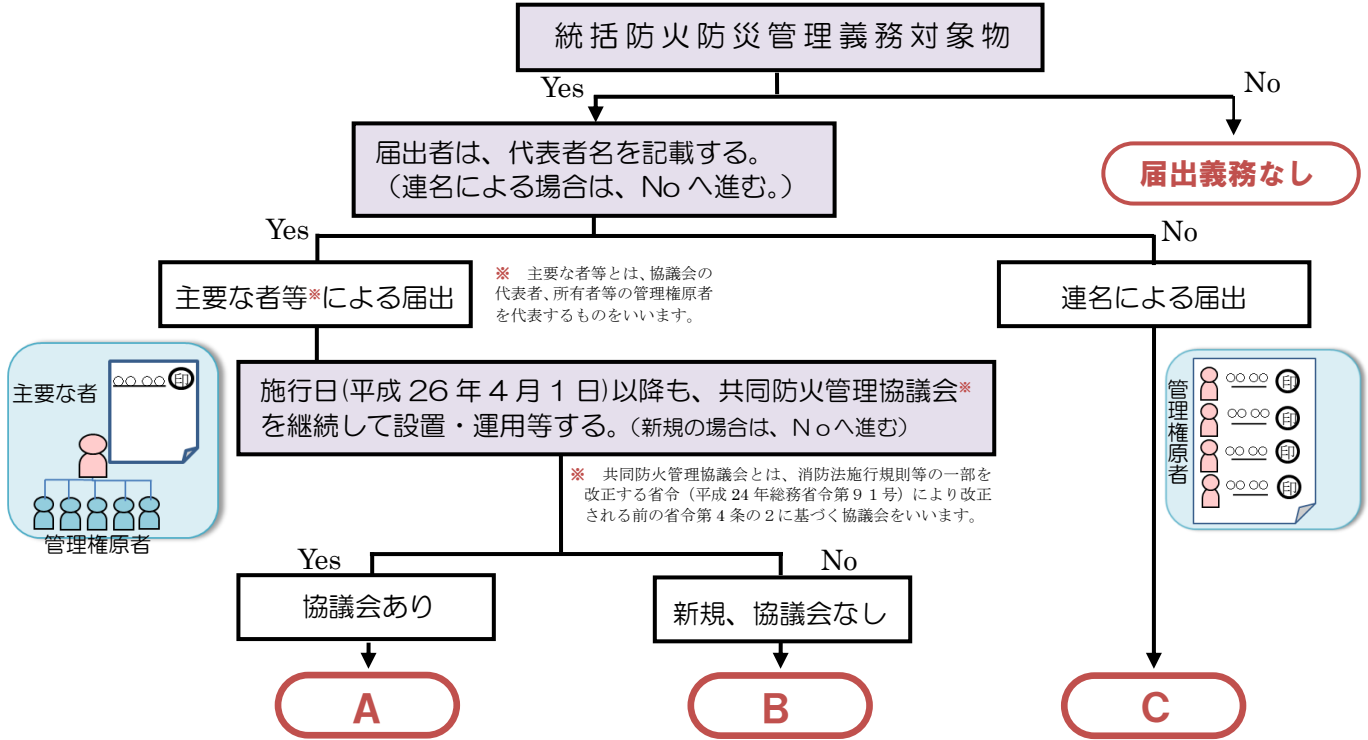 統括防火防災管理義務対象物
Yes
No
届出者は、代表者名を記載する。
（連名による場合は、No へ進む。）
届出義務なし
Yes
No
主要な者等※による届出
※　主要な者等とは、協議会の
代表者、所有者等の管理権原者
を代表するものをいいます。
連名による届出
主要な者
○○ ○○ 印
管理権原者
施行日(平成 26 年 4 月 1 日)以降も、共同防火管理協議会※
を継続して設置・運用等する。（新規の場合は、Ｎｏへ進む）
管理権原者
○○ ○○ 印
○○ ○○ 印
○○ ○○ 印
○○ ○○ 印
※　共同防火管理協議会とは、消防法施行規則等の一部を
改正する省令（平成 24 年総務省令第９１号）により改正
される前の省令第 4 条の２に基づく協議会をいいます。
Yes
No
協議会あり
新規、協議会なし
A
B
C